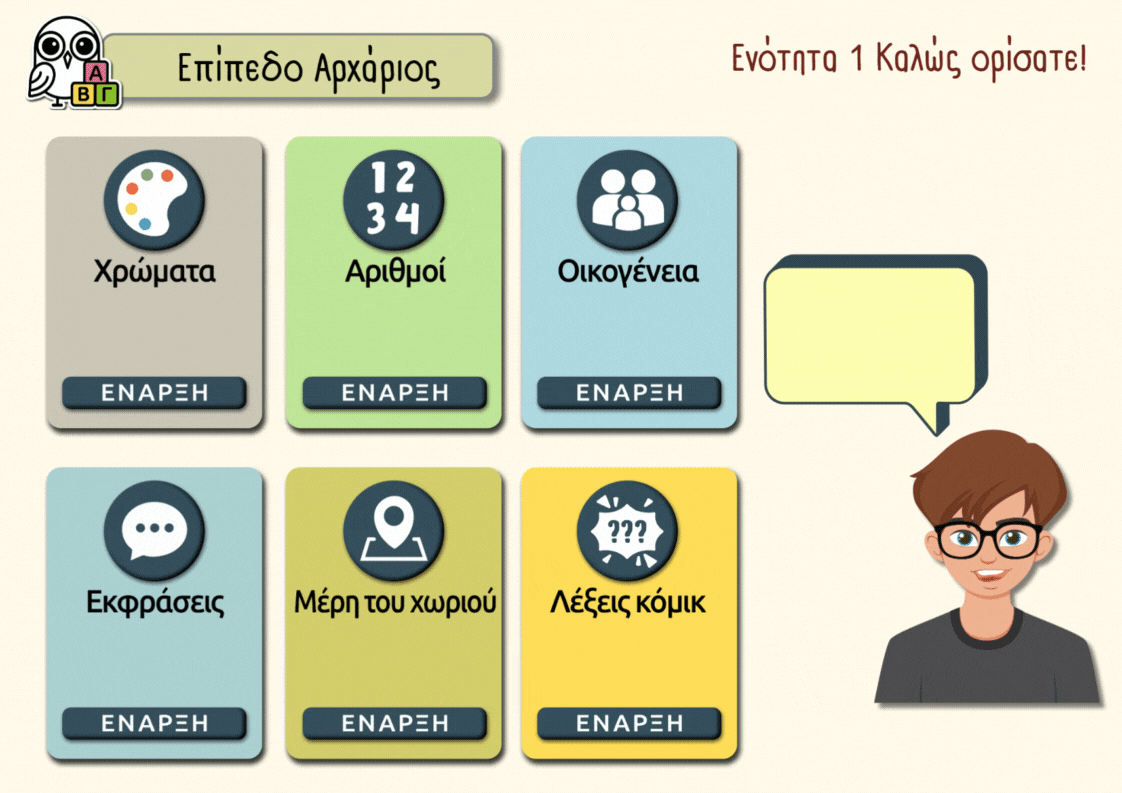 Επίπεδο Αρχάριος
Ενότητα 1 Καλώς ορίσατε!
Α
Β Γ
1 2
3 4
Χρώματα
Αριθμοί
Οικογένεια
ΕΝΑΡΞΗ
ΕΝΑΡΞΗ
ΕΝΑΡΞΗ
???
Εκφράσεις
Μέρη του χωριού
Λέξεις κόμικ
ΕΝΑΡΞΗ
ΕΝΑΡΞΗ
ΕΝΑΡΞΗ